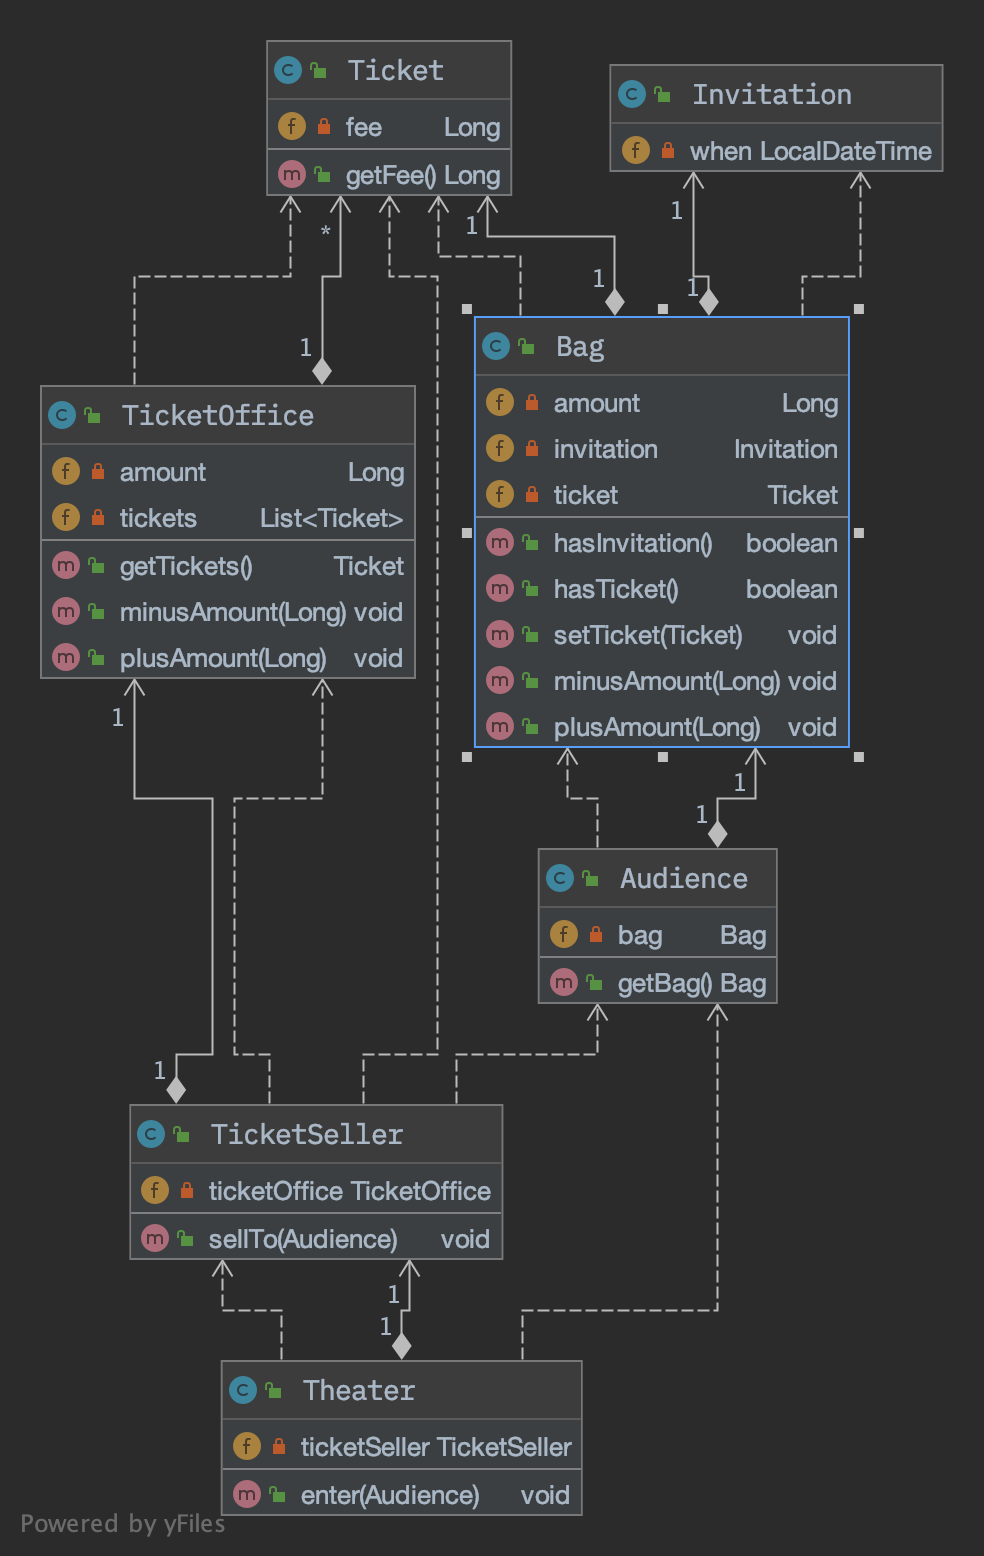 Ticket
fee Long
getFee() Long
Invitation
when LocalDateTime
1
*
1
1
1
1
1
Bag
amount Long
invitation Invitation
ticket Ticket
hasInvitation() boolean
hasTicket() boolean
setTicket(Ticket) void
minusAmount(Long) void
plusAmount(Long) void
TicketOffice
amount Long
tickets List<Ticket>
getTickets() Ticket
minusAmount(Long) void
plusAmount(Long) void
1
1
1
Audience
bag Bag
getBag() Bag
1
TicketSeller
ticketOffice TicketOffice
sellTo(Audience) void
1
1
Theater
ticketSeller TicketSeller
enter(Audience) void
Powered by yFiles